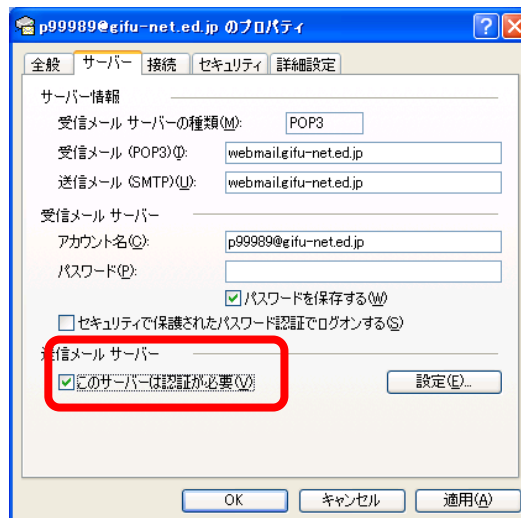 p99989@gifu-net.ed.jp のプロパティ
全般 サーバー 接続 セキュリティ 詳細設定
サーバー情報
受信メール サーバーの種類(M): POP3
受信メール (POP3)(I): webmail.gifu-net.ed.jp
送信メール (SMTP)(U): webmail.gifu-net.ed.jp
受信メール サーバー
アカウント名(C): p99989@gifu-net.ed.jp
パスワード(P):
パスワードを保存する(W)
セキュリティで保護されたパスワード認証でログオンする(S)
送信メール サーバー
このサーバーは認証が必要(V) 設定(E)...
OK キャンセル 適用(A)